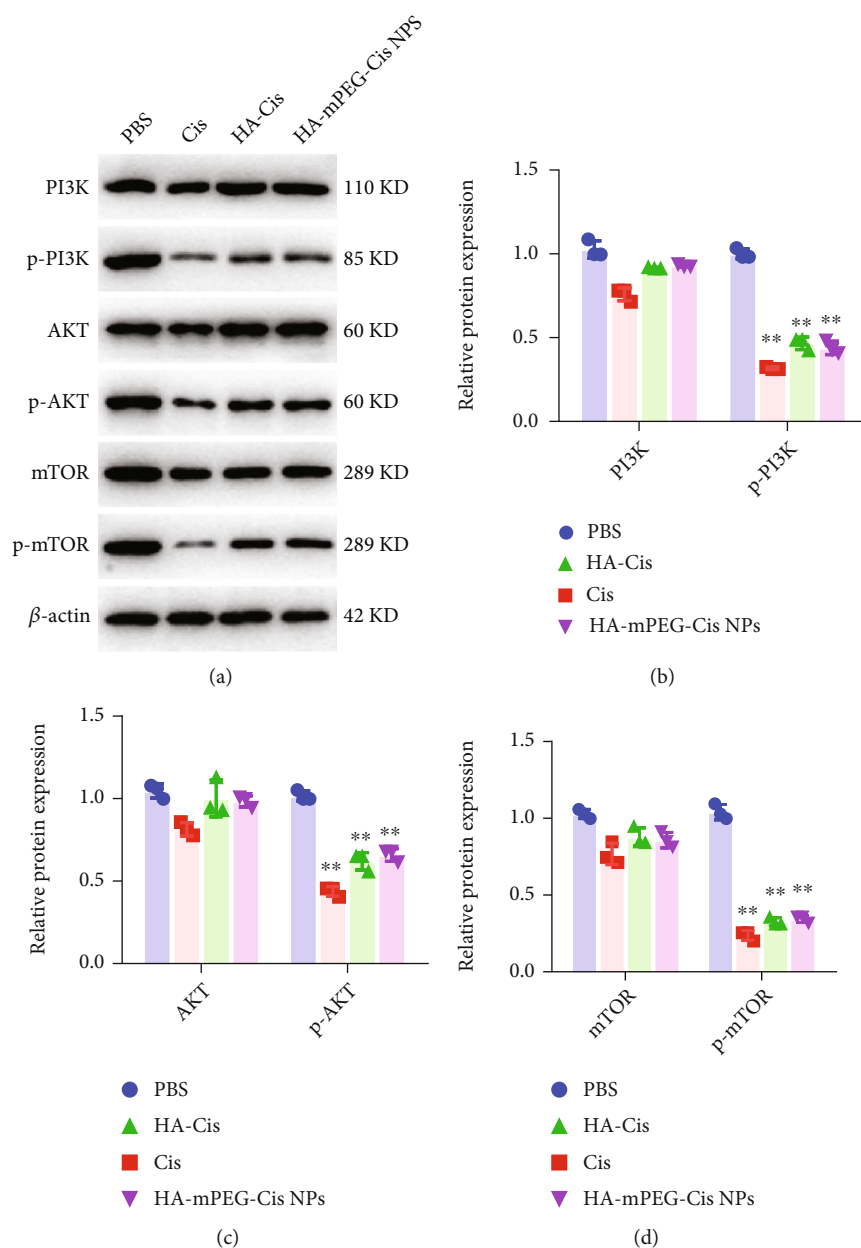 PBS Cis HA-Cis HA-mPEG-Cis NPS
PI3K 110 KD
p-PI3K 85 KD
AKT 60 KD
p-AKT 60 KD
mTOR 289 KD
p-mTOR 289 KD
β-actin 42 KD
(a)
Relative protein expression
1.5
1.0
0.5
0.0
** ** **
PI3K p-PI3K
PBS
HA-Cis
Cis
HA-mPEG-Cis NPs
(b)
Relative protein expression
1.5
1.0
0.5
0.0
** ** **
AKT p-AKT
PBS
HA-Cis
Cis
HA-mPEG-Cis NPs
(c)
Relative protein expression
1.5
1.0
0.5
0.0
** ** **
mTOR p-mTOR
PBS
HA-Cis
Cis
HA-mPEG-Cis NPs
(d)